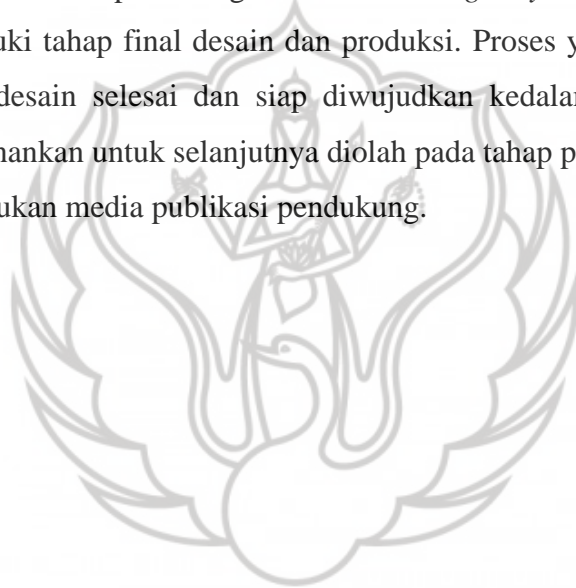 uki tahap final desain dan produksi. Proses y
desain selesai dan siap diwujudkan kedalar
nankan untuk selanjutnya diolah pada tahap p
ukan media publikasi pendukung.